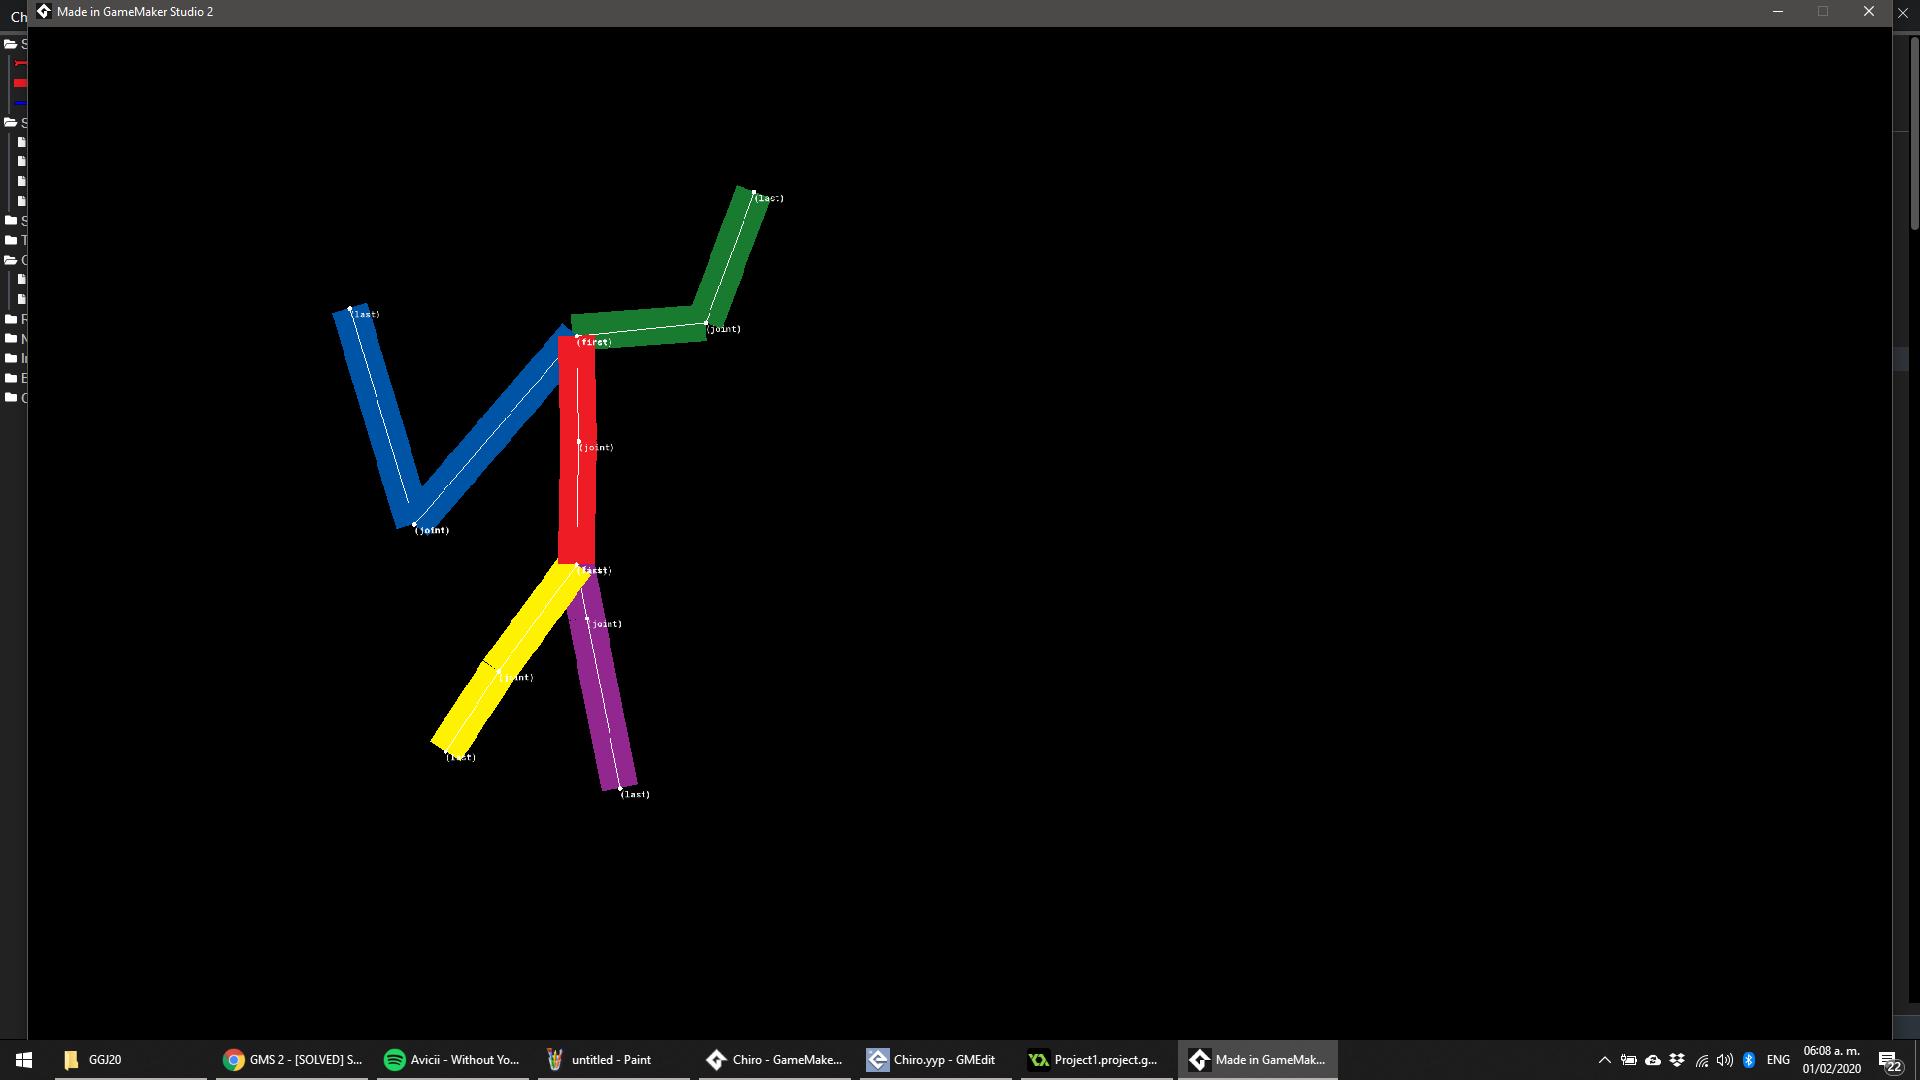 Made in GameMaker Studio 2
Ch
(last)
(last)
(joint)
(first)
(joint)
(joint)
(joint)
(joint)
(last)
(last)
GGJ20
GMS 2 - [SOLVED] S...
Avicii - Without Yo...
untitled - Paint
Chiro - GameMake...
Chiro.yyp - GMEdit
Project1.project.g...
Made in GameMak...
ENG
06:08 a. m.
01/02/2020
22